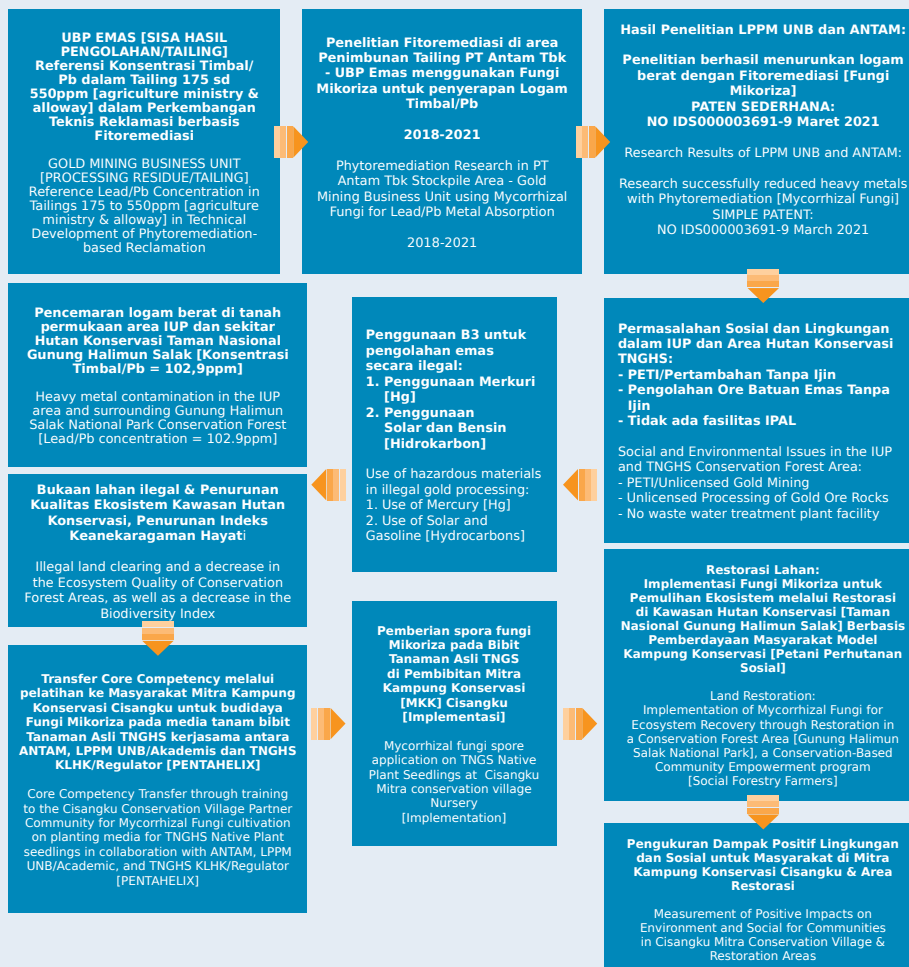 UBP EMAS [SISA HASIL
PENGOLAHAN/TAILING]
Referensi Konsentrasi Timbal/
Pb dalam Tailing 175 sd
550ppm [agriculture ministry &
alloway] dalam Perkembangan
Teknis Reklamasi berbasis
Fitoremediasi
GOLD MINING BUSINESS UNIT
[PROCESSING RESIDUE/TAILING]
Reference Lead/Pb Concentration in
Tailings 175 to 550ppm [agriculture
ministry & alloway] in Technical
Development of Phytoremediation-
based Reclamation
Penelitian Fitoremediasi di area
Penimbunan Tailing PT Antam Tbk
- UBP Emas menggunakan Fungi
Mikoriza untuk penyerapan Logam
Timbal/Pb
2018-2021
Phytoremediation Research in PT
Antam Tbk Stockpile Area - Gold
Mining Business Unit using Mycorrhizal
Fungi for Lead/Pb Metal Absorption
2018-2021
Hasil Penelitian LPPM UNB dan ANTAM:
Penelitian berhasil menurunkan logam
berat dengan Fitoremediasi [Fungi
Mikoriza]
PATEN SEDERHANA:
NO IDS000003691-9 Maret 2021
Research Results of LPPM UNB and ANTAM:
Research successfully reduced heavy metals
with Phytoremediation [Mycorrhizal Fungi]
SIMPLE PATENT:
NO IDS000003691-9 March 2021
Permasalahan Sosial dan Lingkungan
dalam IUP dan Area Hutan Konservasi
TNGHS:
- PETI/Pertambahan Tanpa Ijin
- Pengolahan Ore Batuan Emas Tanpa
Ijin
- Tidak ada fasilitas IPAL
Social and Environmental Issues in the IUP
and TNGHS Conservation Forest Area:
- PETI/Unlicensed Gold Mining
- Unlicensed Processing of Gold Ore Rocks
- No waste water treatment plant facility
Penggunaan B3 untuk
pengolahan emas
secara ilegal:
1. Penggunaan Merkuri
[Hg]
2. Penggunaan
Solar dan Bensin
[Hidrokarbon]
Use of hazardous materials
in illegal gold processing:
1. Use of Mercury [Hg]
2. Use of Solar and
Gasoline [Hydrocarbons]
Pencemaran logam berat di tanah
permukaan area IUP dan sekitar
Hutan Konservasi Taman Nasional
Gunung Halimun Salak [Konsentrasi
Timbal/Pb = 102,9ppm]
Heavy metal contamination in the IUP
area and surrounding Gunung Halimun
Salak National Park Conservation Forest
[Lead/Pb concentration = 102.9ppm]
Bukaan lahan ilegal & Penurunan
Kualitas Ekosistem Kawasan Hutan
Konservasi, Penurunan Indeks
Keanekaragaman Hayati
Illegal land clearing and a decrease in
the Ecosystem Quality of Conservation
Forest Areas, as well as a decrease in the
Biodiversity Index
Transfer Core Competency melalui
pelatihan ke Masyarakat Mitra Kampung
Konservasi Cisangku untuk budidaya
Fungi Mikoriza pada media tanam bibit
Tanaman Asli TNGHS kerjasama antara
ANTAM, LPPM UNB/Akademis dan TNGHS
KLHK/Regulator [PENTAHELIX]
Core Competency Transfer through training
to the Cisangku Conservation Village Partner
Community for Mycorrhizal Fungi cultivation
on planting media for TNGHS Native Plant
seedlings in collaboration with ANTAM, LPPM
UNB/Academic, and TNGHS KLHK/Regulator
[PENTAHELIX]
Pemberian spora fungi
Mikoriza pada Bibit
Tanaman Asli TNGS
di Pembibitan Mitra
Kampung Konservasi
[MKK] Cisangku
[Implementasi]
Mycorrhizal fungi spore
application on TNGS Native
Plant Seedlings at Cisangku
Mitra conservation village
Nursery
[Implementation]
Restorasi Lahan:
Implementasi Fungi Mikoriza untuk
Pemulihan Ekosistem melalui Restorasi
di Kawasan Hutan Konservasi [Taman
Nasional Gunung Halimun Salak] Berbasis
Pemberdayaan Masyarakat Model
Kampung Konservasi [Petani Perhutanan
Sosial]
Land Restoration:
Implementation of Mycorrhizal Fungi for
Ecosystem Recovery through Restoration in
a Conservation Forest Area [Gunung Halimun
Salak National Park], a Conservation-Based
Community Empowerment program
[Social Forestry Farmers]
Pengukuran Dampak Positif Lingkungan
dan Sosial untuk Masyarakat di Mitra
Kampung Konservasi Cisangku & Area
Restorasi
Measurement of Positive Impacts on
Environment and Social for Communities
in Cisangku Mitra Conservation Village &
Restoration Areas